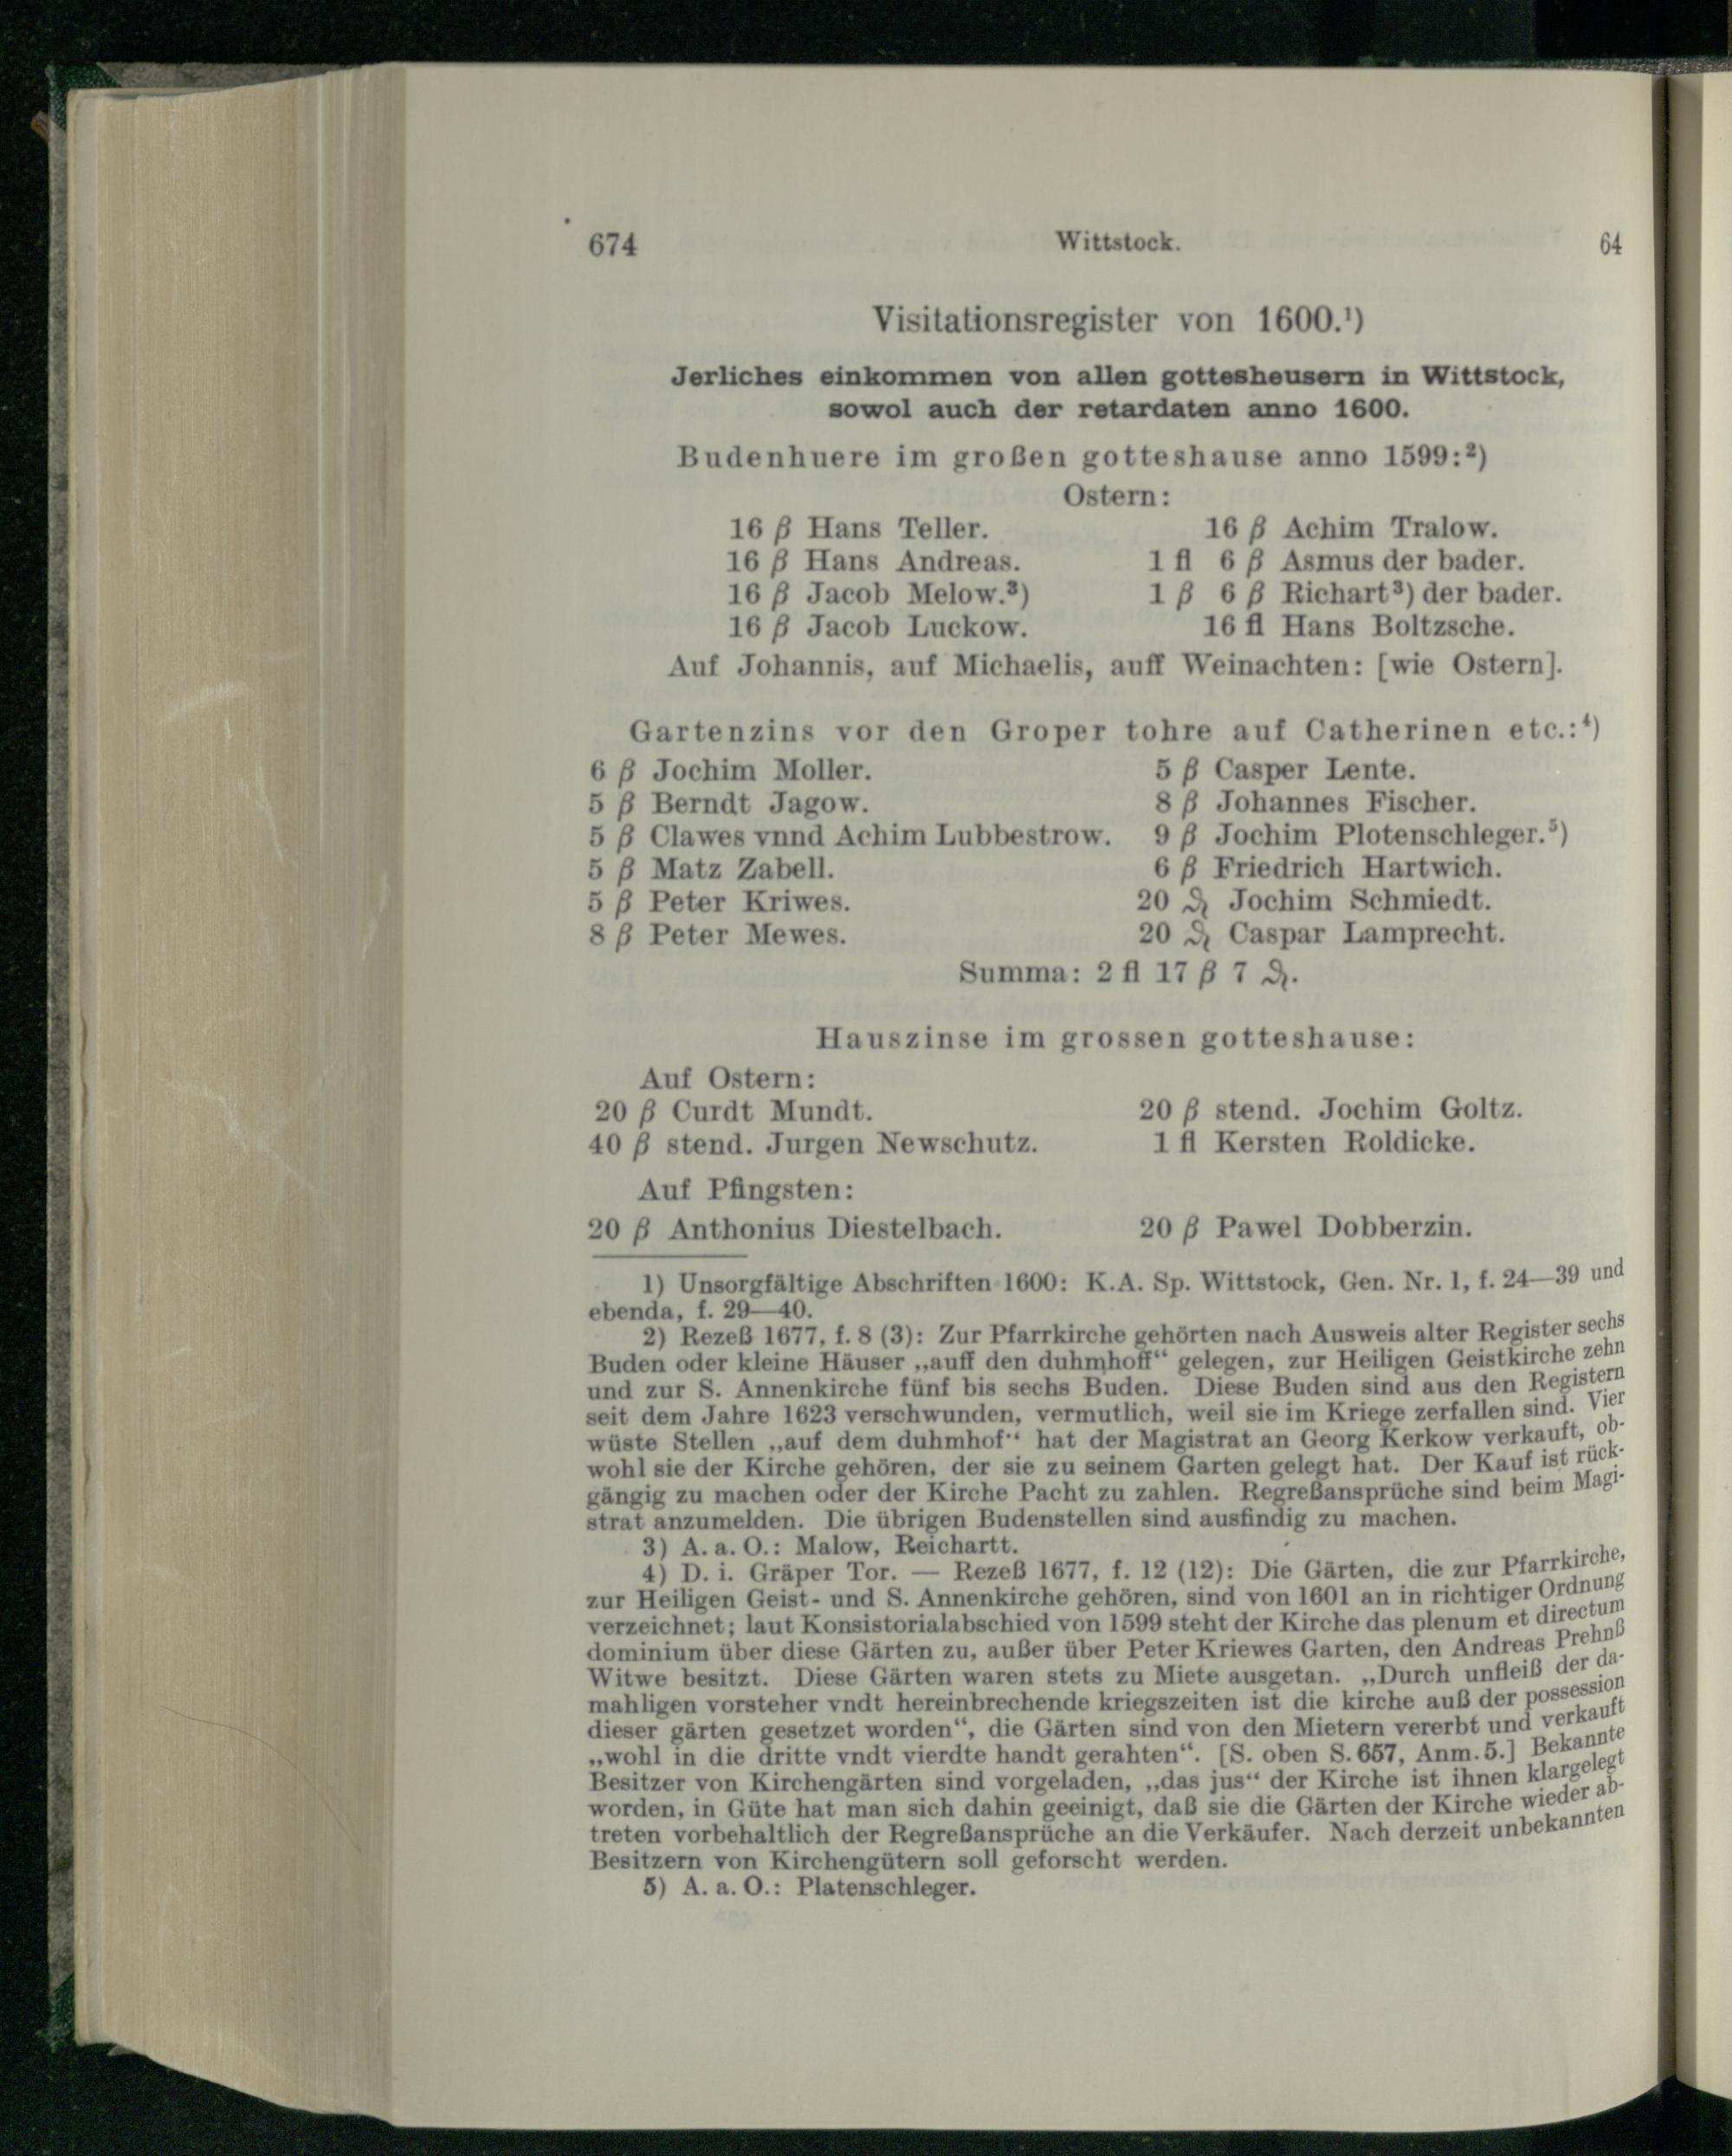 674 Wittstock. 64
Visitationsregister von 1600.¹)
Jerliches einkommen von allen gottesheusern in Wittstock,
sowol auch der retardaten anno 1600.
Budenhuere im großen gotteshause anno 1599:²)
Ostern:
16 β Hans Teller. 16 β Achim Tralow.
16 β Hans Andreas. 1 fl 6 β Asmus der bader.
16 β Jacob Melow.³) 1 β 6 β Richart³) der bader.
16 β Jacob Luckow. 16 fl Hans Boltzsche.
Auf Johannis, auf Michaelis, auff Weinachten: [wie Ostern].
Gartenzins vor den Groper tohre auf Catherinen etc.:⁴)
6 β Jochim Moller. 5 β Casper Lente.
5 β Berndt Jagow. 8 β Johannes Fischer.
5 β Clawes vnnd Achim Lubbestrow. 9 β Jochim Plotenschleger.⁵)
5 β Matz Zabell. 6 β Friedrich Hartwich.
5 β Peter Kriwes. 20 ₰ Jochim Schmiedt.
8 β Peter Mewes. 20 ₰ Caspar Lamprecht.
Summa: 2 fl 17 β 7 ₰.
Hauszinse im grossen gotteshause:
Auf Ostern:
20 β Curdt Mundt. 20 β stend. Jochim Goltz.
40 β stend. Jurgen Newschutz. 1 fl Kersten Roldicke.
Auf Pfingsten:
20 β Anthonius Diestelbach. 20 β Pawel Dobberzin.
1) Unsorgfältige Abschriften 1600: K.A. Sp. Wittstock, Gen. Nr. 1, f. 24—39 und
ebenda, f. 29—40.
2) Rezeß 1677, f. 8 (3): Zur Pfarrkirche gehörten nach Ausweis alter Register sechs
Buden oder kleine Häuser „auff den duhmhoff“ gelegen, zur Heiligen Geistkirche zehn
und zur S. Annenkirche fünf bis sechs Buden. Diese Buden sind aus den Registern
seit dem Jahre 1623 verschwunden, vermutlich, weil sie im Kriege zerfallen sind. Vier
wüste Stellen „auf dem duhmhof“ hat der Magistrat an Georg Kerkow verkauft, ob-
wohl sie der Kirche gehören, der sie zu seinem Garten gelegt hat. Der Kauf ist rück-
gängig zu machen oder der Kirche Pacht zu zahlen. Regreßansprüche sind beim Magi-
strat anzumelden. Die übrigen Budenstellen sind ausfindig zu machen.
3) A. a. O.: Malow, Reichartt.
4) D. i. Gräper Tor. — Rezeß 1677, f. 12 (12): Die Gärten, die zur Pfarrkirche,
zur Heiligen Geist- und S. Annenkirche gehören, sind von 1601 an in richtiger Ordnung
verzeichnet; laut Konsistorialabschied von 1599 steht der Kirche das plenum et directum
dominium über diese Gärten zu, außer über Peter Kriewes Garten, den Andreas Prehnß
Witwe besitzt. Diese Gärten waren stets zu Miete ausgetan. „Durch unfleiß der da-
mahligen vorsteher vndt hereinbrechende kriegszeiten ist die kirche auß der possession
dieser gärten gesetzet worden“, die Gärten sind von den Mietern vererbt und verkauft
„wohl in die dritte vndt vierdte handt gerahten“. [S. oben S. 657, Anm. 5.] Bekannte
Besitzer von Kirchengärten sind vorgeladen, „das jus“ der Kirche ist ihnen klargelegt
worden, in Güte hat man sich dahin geeinigt, daß sie die Gärten der Kirche wieder ab-
treten vorbehaltlich der Regreßansprüche an die Verkäufer. Nach derzeit unbekannten
Besitzern von Kirchengütern soll geforscht werden.
5) A. a. O.: Platenschleger.